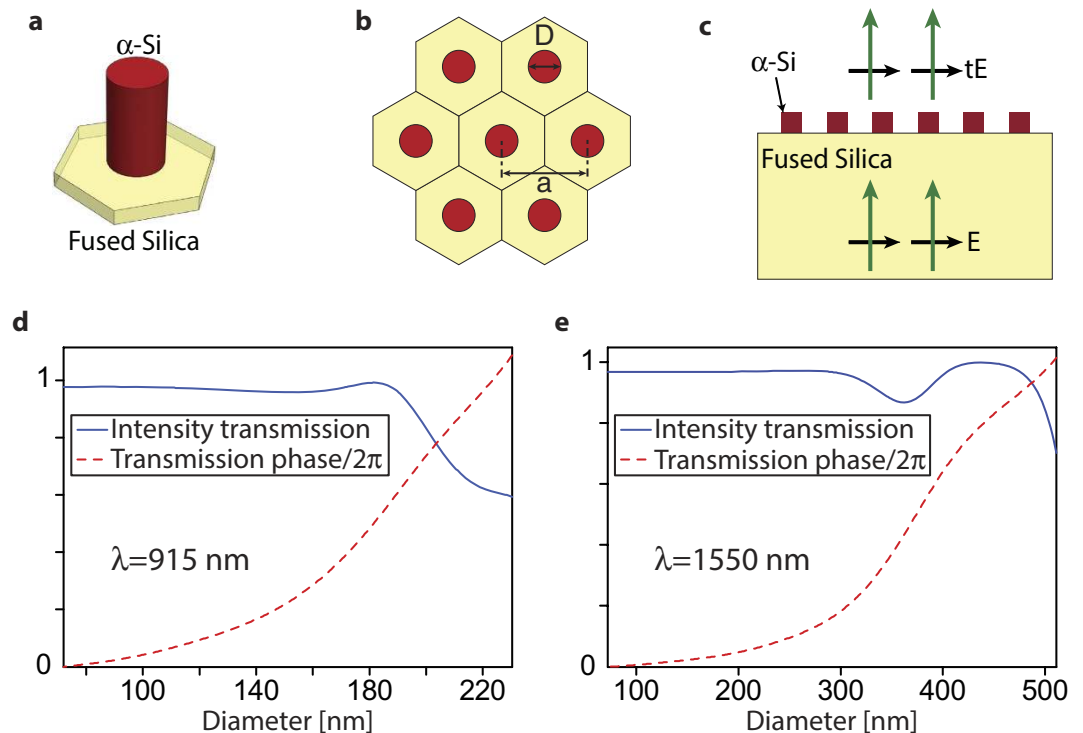 a
α-Si
Fused Silica
b
D
a
c
α-Si
tE
Fused Silica
E
d
1
Intensity transmission
Transmission phase/2π
λ=915 nm
0
100 140 180 220
Diameter [nm]
e
1
Intensity transmission
Transmission phase/2π
λ=1550 nm
0
100 200 300 400 500
Diameter [nm]